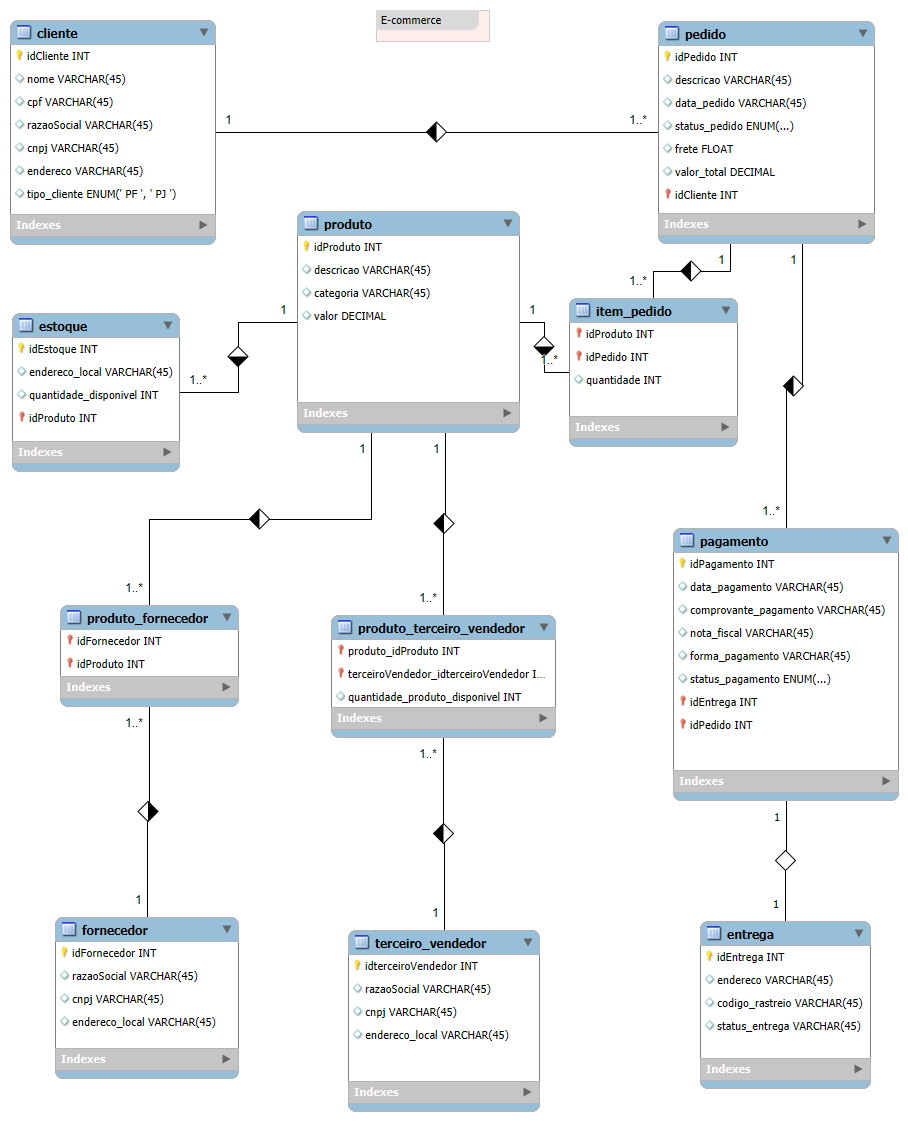 E-commerce
cliente
idCliente INT
nome VARCHAR(45)
cpf VARCHAR(45)
razaoSocial VARCHAR(45)
cnpj VARCHAR(45)
endereco VARCHAR(45)
tipo_cliente ENUM(' PF ', ' PJ ')
Indexes
1
1..*
pedido
idPedido INT
descricao VARCHAR(45)
data_pedido VARCHAR(45)
status_pedido ENUM(...)
frete FLOAT
valor_total DECIMAL
idCliente INT
Indexes
1
1..*
1
produto
idProduto INT
descricao VARCHAR(45)
categoria VARCHAR(45)
valor DECIMAL
Indexes
1
1..*
1
1..*
estoque
idEstoque INT
endereco_local VARCHAR(45)
quantidade_disponivel INT
idProduto INT
Indexes
item_pedido
idProduto INT
idPedido INT
quantidade INT
Indexes
1
1
1..*
1..*
1..*
produto_fornecedor
idFornecedor INT
idProduto INT
Indexes
1..*
produto_terceiro_vendedor
produto_idProduto INT
terceiroVendedor_idterceiroVendedor I...
quantidade_produto_disponivel INT
Indexes
1..*
pagamento
idPagamento INT
data_pagamento VARCHAR(45)
comprovante_pagamento VARCHAR(45)
nota_fiscal VARCHAR(45)
forma_pagamento VARCHAR(45)
status_pagamento ENUM(...)
idEntrega INT
idPedido INT
Indexes
1
1
1
1
fornecedor
idFornecedor INT
razaoSocial VARCHAR(45)
cnpj VARCHAR(45)
endereco_local VARCHAR(45)
Indexes
terceiro_vendedor
idterceiroVendedor INT
razaoSocial VARCHAR(45)
cnpj VARCHAR(45)
endereco_local VARCHAR(45)
Indexes
entrega
idEntrega INT
endereco VARCHAR(45)
codigo_rastreio VARCHAR(45)
status_entrega VARCHAR(45)
Indexes